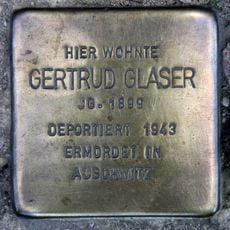 HIER WOHNTE
GERTRUD GLASER
JG. 1899
DEPORTIERT 1943
ERMORDET IN
AUSCHWITZ